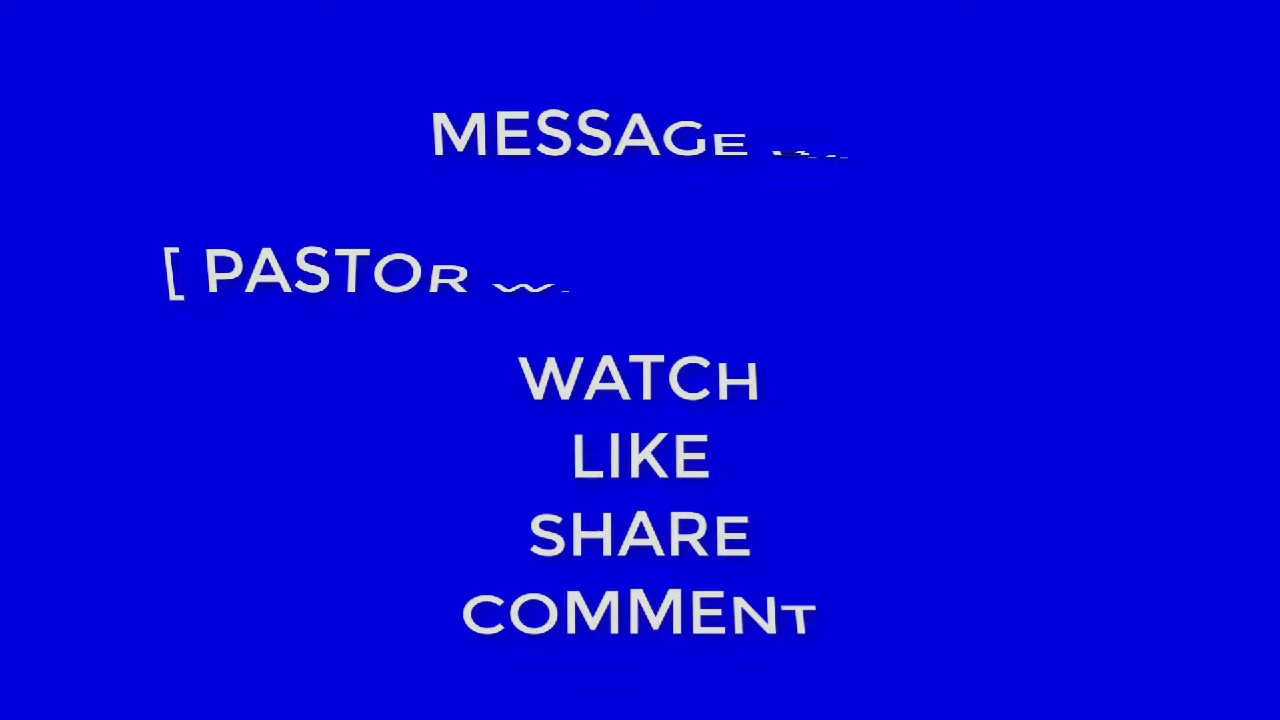 MESSAGE
[ PASTOR
WATCH
LIKE
SHARE
COMMENT